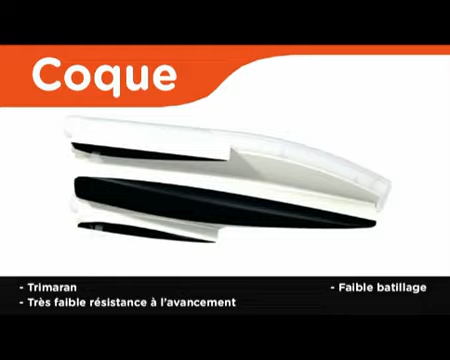 Coque
- Trimaran
- Très faible résistance à l'avancement
- Faible batillage